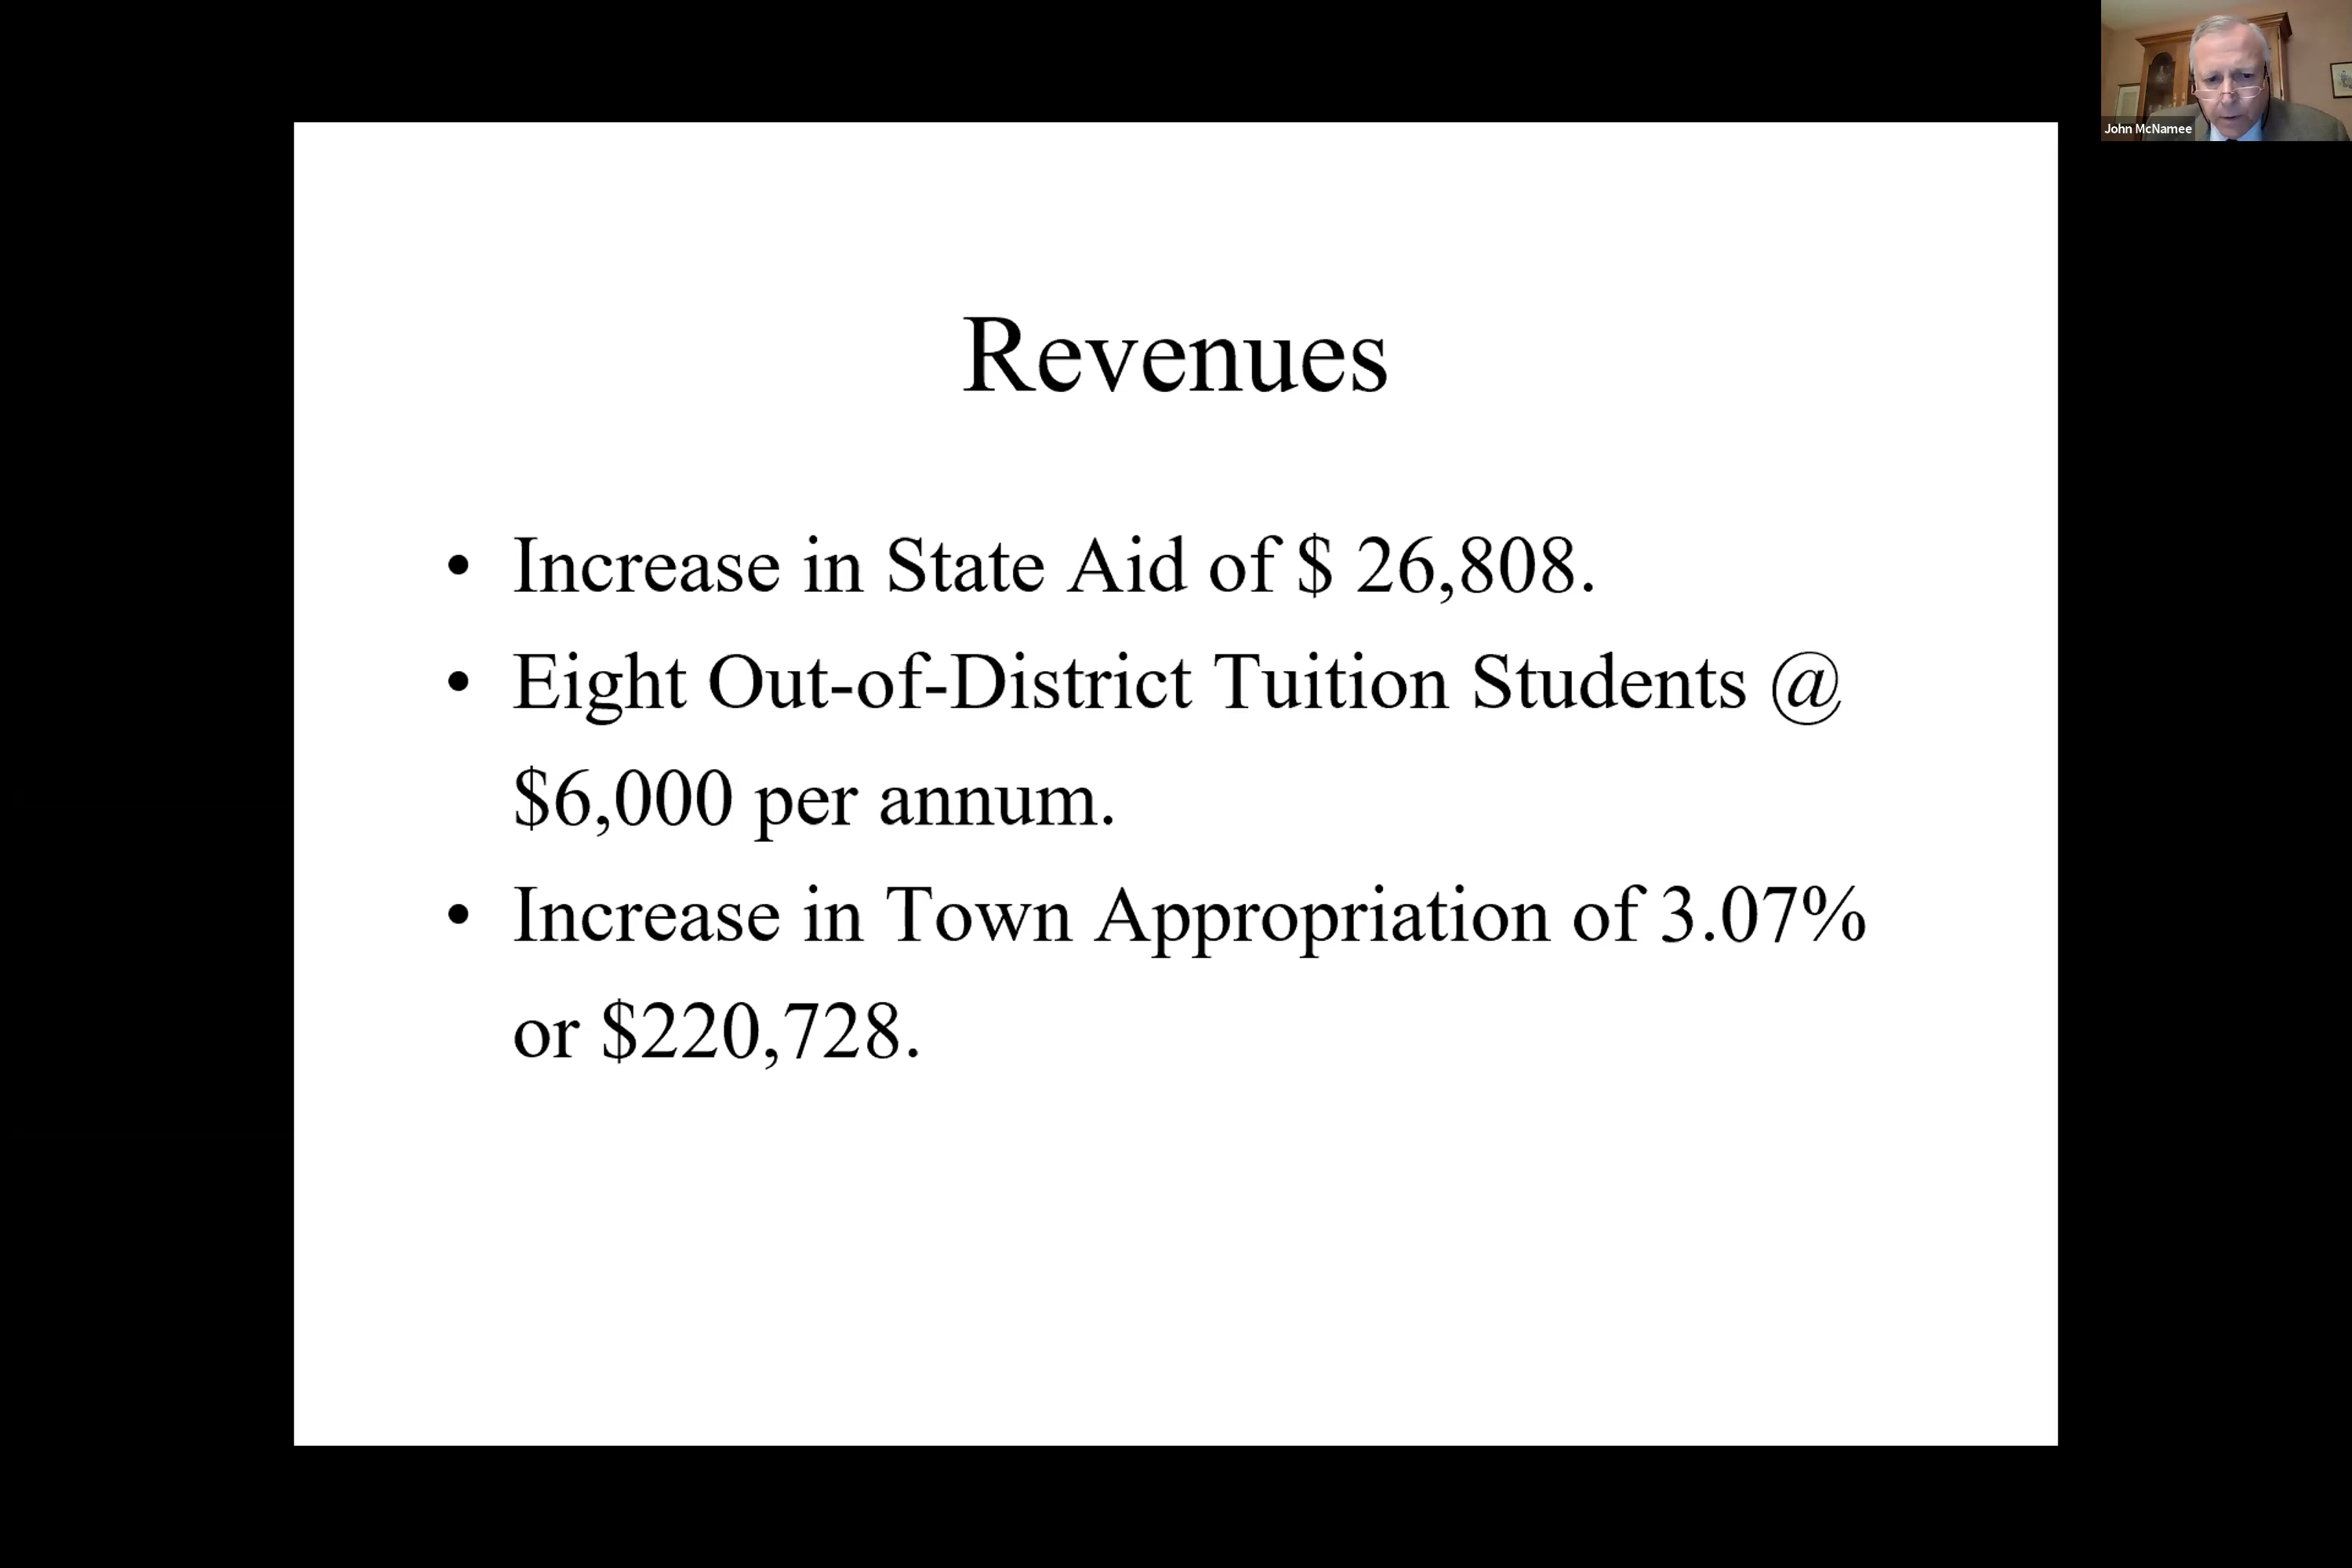 John McNamee
Revenues
• Increase in State Aid of $ 26,808.
• Eight Out-of-District Tuition Students @
$6,000 per annum.
• Increase in Town Appropriation of 3.07%
or $220,728.